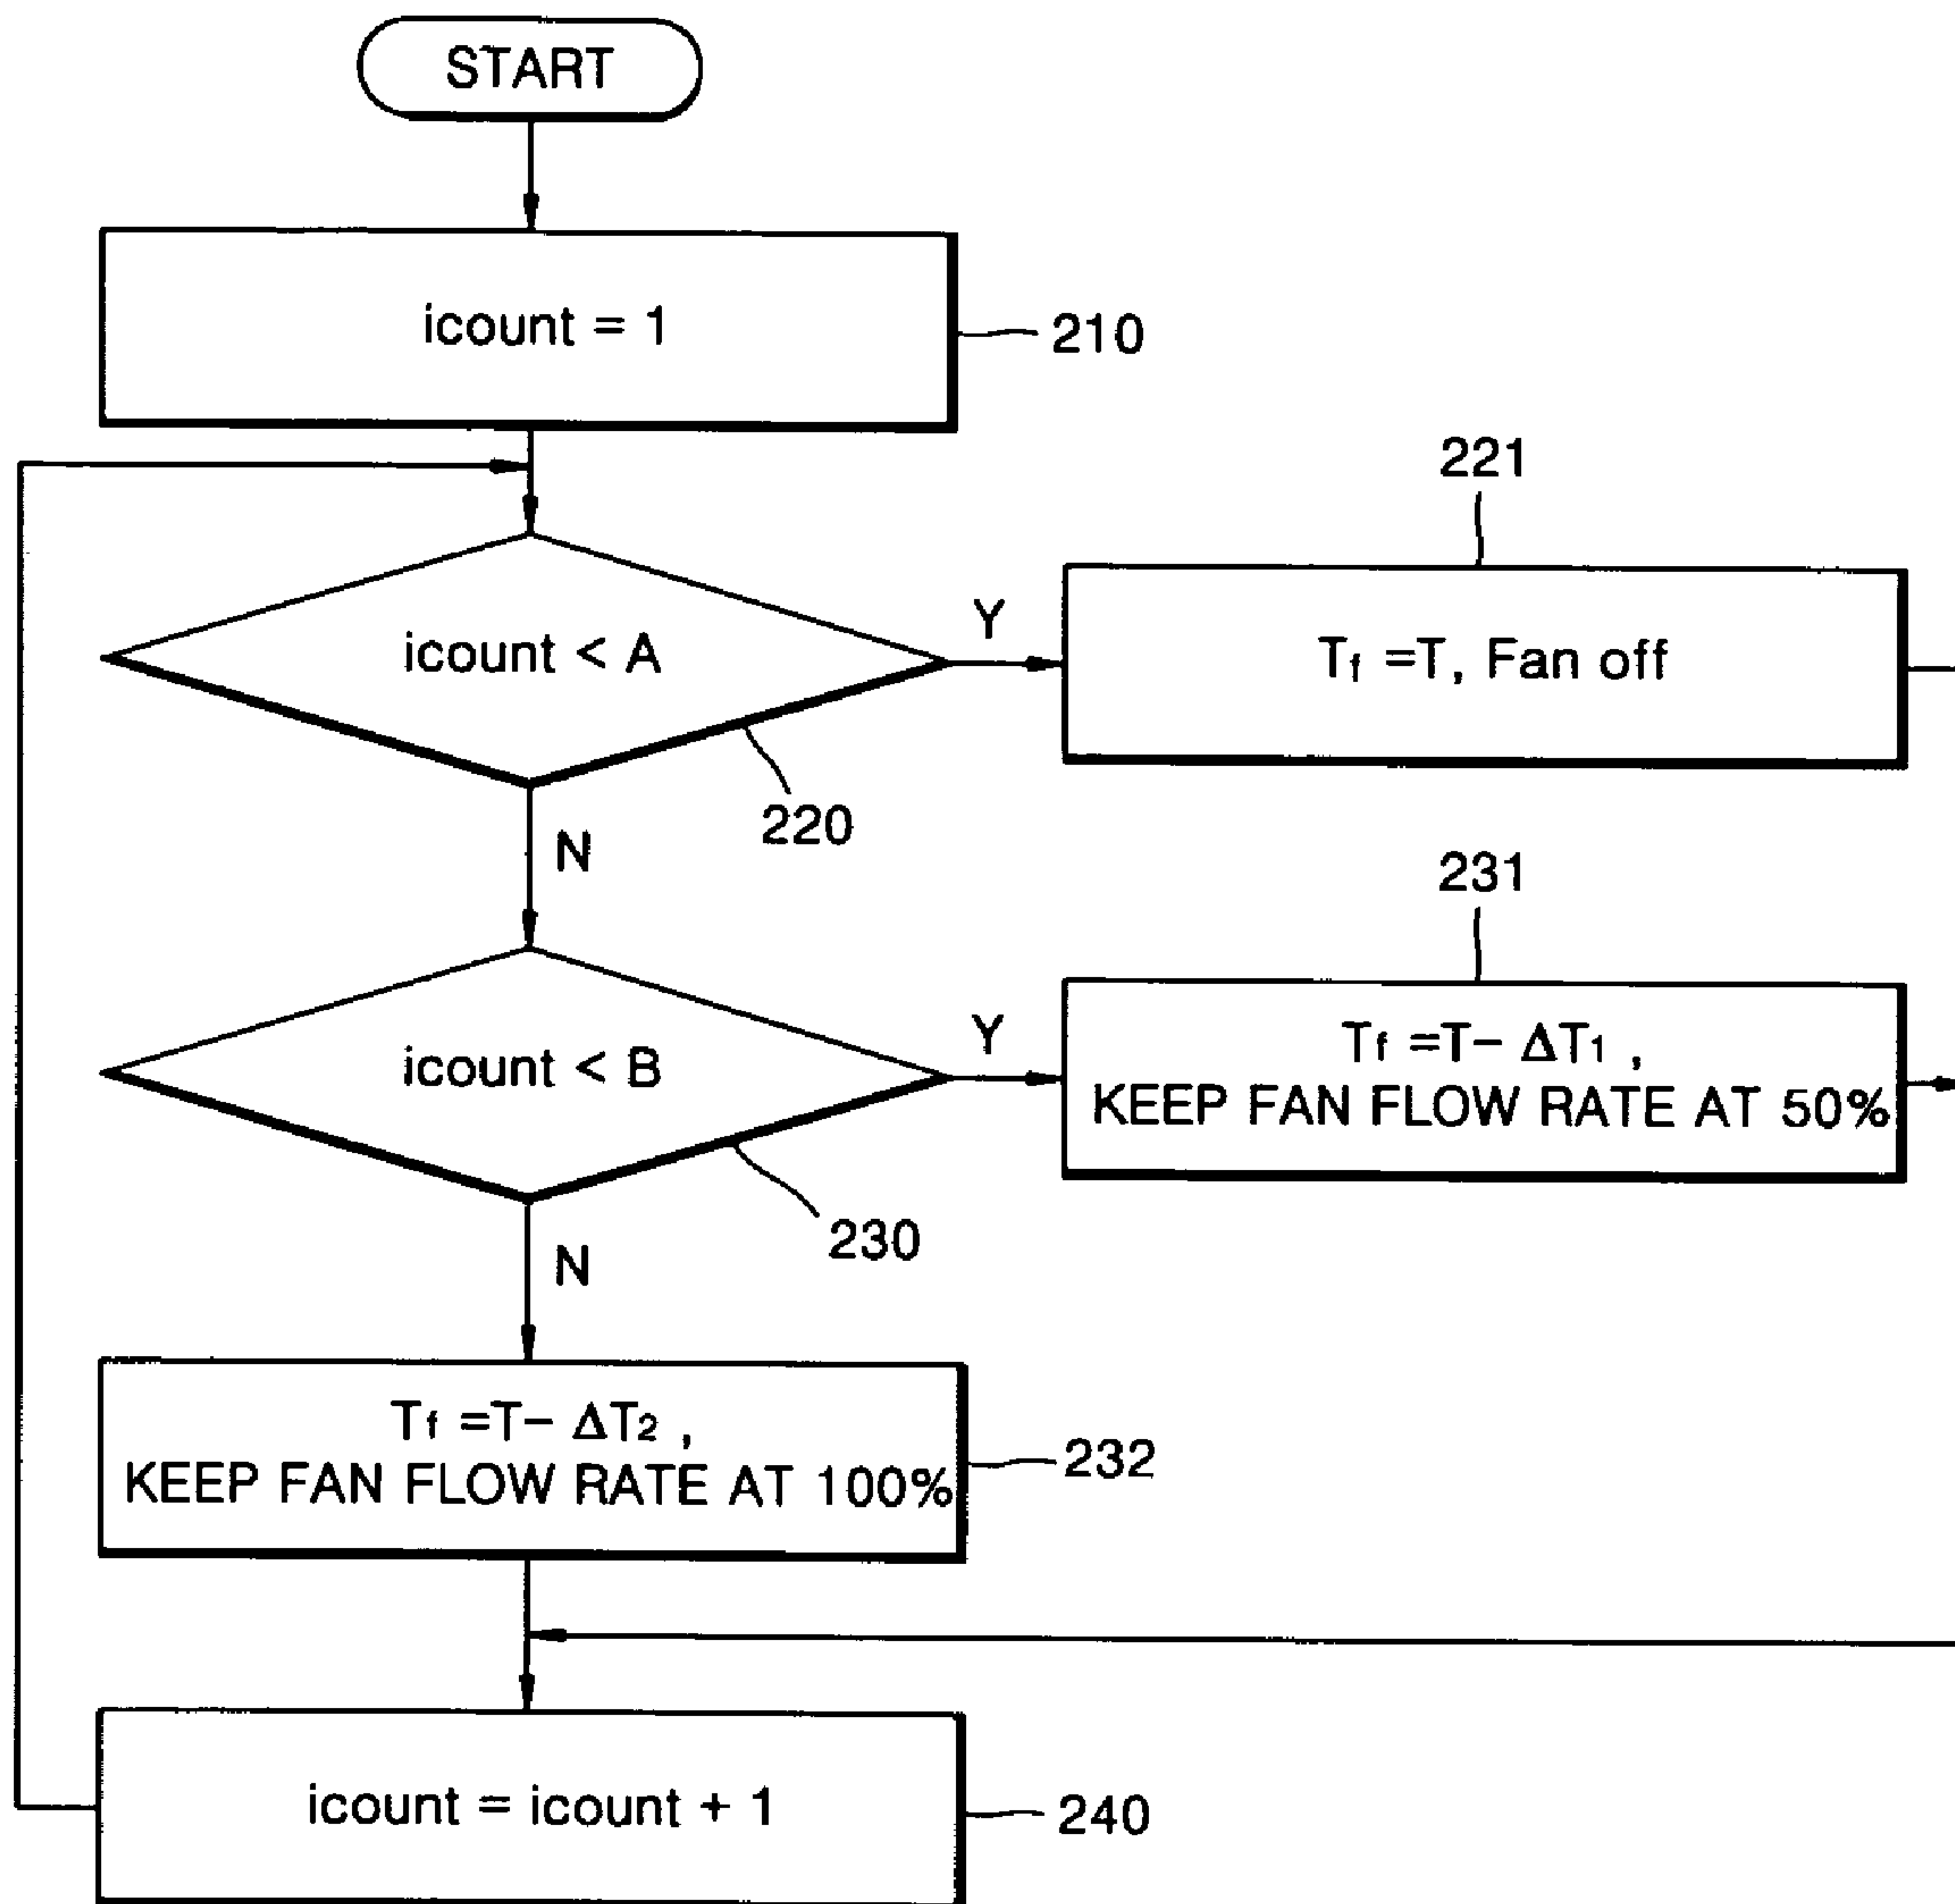 START
icount = 1
210
221
icount < A
Y
Tf =T, Fan off
220
N
231
icount < B
Y
Tf =T− ΔT1 ,
KEEP FAN FLOW RATE AT 50%
230
N
Tf =T− ΔT2 ,
KEEP FAN FLOW RATE AT 100%
232
icount = icount + 1
240